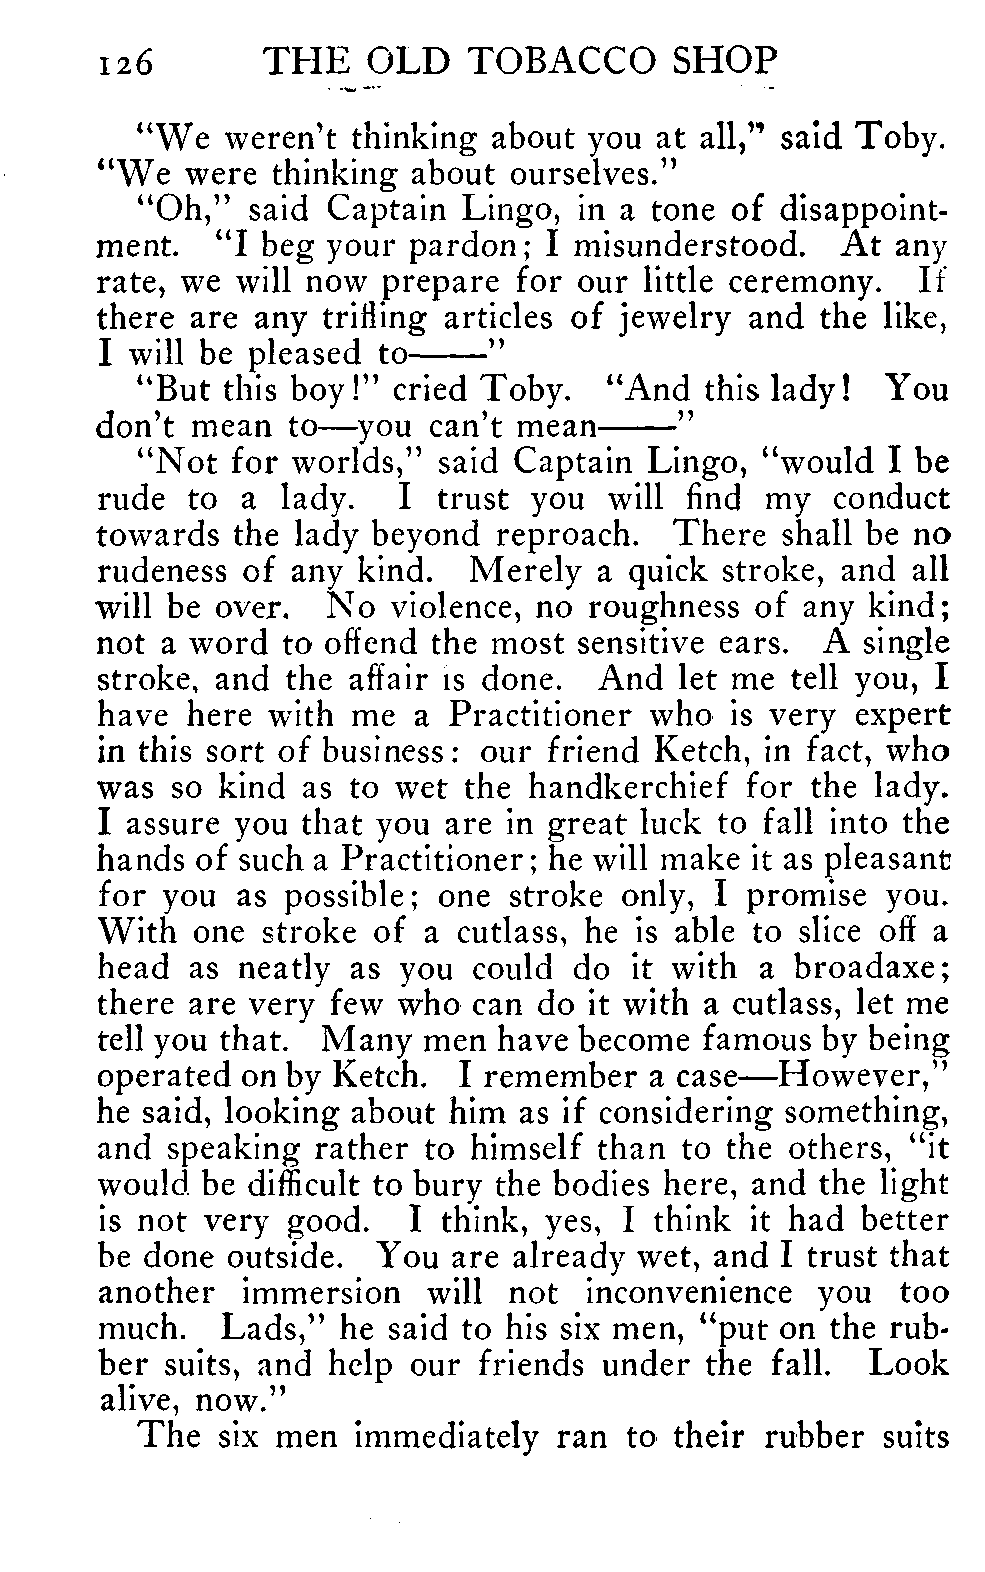 126 THE OLD TOBACCO SHOP
"We weren't thinking about you at all," said Toby.
"We were thinking about ourselves."
"Oh," said Captain Lingo, in a tone of disappoint-
ment. "I beg your pardon; I misunderstood. At any
rate, we will now prepare for our little ceremony. If
there are any trifling articles of jewelry and the like,
I will be pleased to——"
"But this boy!" cried Toby. "And this lady! You
don't mean to—you can't mean——"
"Not for worlds," said Captain Lingo, "would I be
rude to a lady. I trust you will find my conduct
towards the lady beyond reproach. There shall be no
rudeness of any kind. Merely a quick stroke, and all
will be over. No violence, no roughness of any kind;
not a word to offend the most sensitive ears. A single
stroke, and the affair is done. And let me tell you, I
have here with me a Practitioner who is very expert
in this sort of business: our friend Ketch, in fact, who
was so kind as to wet the handkerchief for the lady.
I assure you that you are in great luck to fall into the
hands of such a Practitioner; he will make it as pleasant
for you as possible; one stroke only, I promise you.
With one stroke of a cutlass, he is able to slice off a
head as neatly as you could do it with a broadaxe;
there are very few who can do it with a cutlass, let me
tell you that. Many men have become famous by being
operated on by Ketch. I remember a case—However,"
he said, looking about him as if considering something,
and speaking rather to himself than to the others, "it
would be difficult to bury the bodies here, and the light
is not very good. I think, yes, I think it had better
be done outside. You are already wet, and I trust that
another immersion will not inconvenience you too
much. Lads," he said to his six men, "put on the rub-
ber suits, and help our friends under the fall. Look
alive, now."
The six men immediately ran to their rubber suits